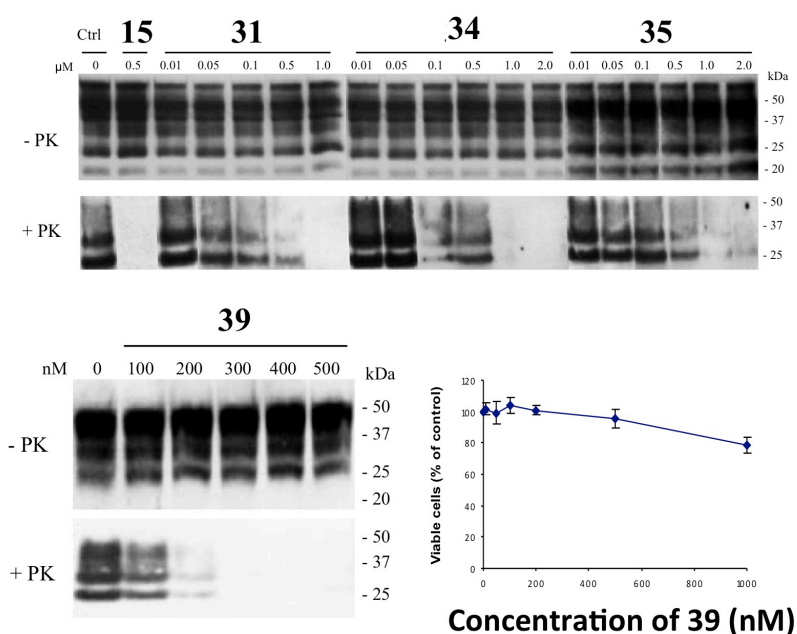 Ctrl 15 31 34 35
μM 0 0.5 0.01 0.05 0.1 0.5 1.0 0.01 0.05 0.1 0.5 1.0 2.0 0.01 0.05 0.1 0.5 1.0 2.0
kDa
- 50
- 37
- PK
- 25
- 20
- 50
+ PK
- 37
- 25
39
nM 0 100 200 300 400 500 kDa
- 50
- 37
- PK
- 25
- 20
- 50
- 37
+ PK
- 25
Viable cells (% of control)
120
100
80
60
40
20
0
0 200 400 600 800 1000
Concentration of 39 (nM)